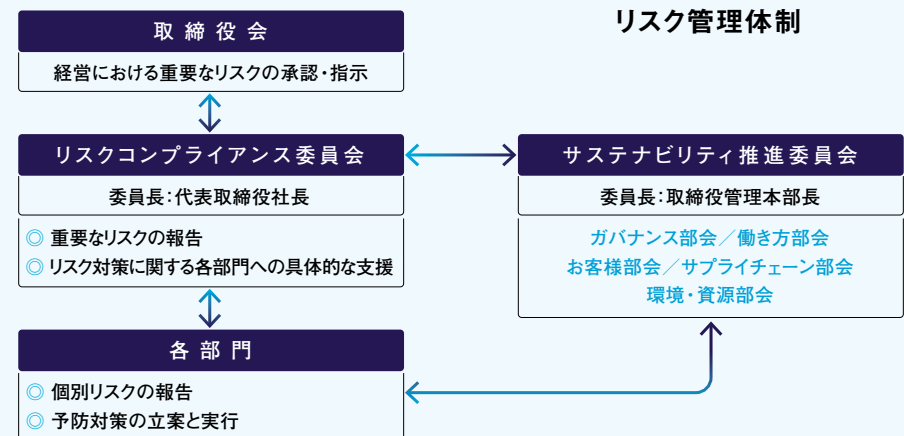 リスク管理体制
取締役会
経営における重要なリスクの承認・指示
リスクコンプライアンス委員会
委員長：代表取締役社長
◎ 重要なリスクの報告
◎ リスク対策に関する各部門への具体的な支援
サステナビリティ推進委員会
委員長：取締役管理本部長
ガバナンス部会／働き方部会
お客様部会／サプライチェーン部会
環境・資源部会
各部門
◎ 個別リスクの報告
◎ 予防対策の立案と実行